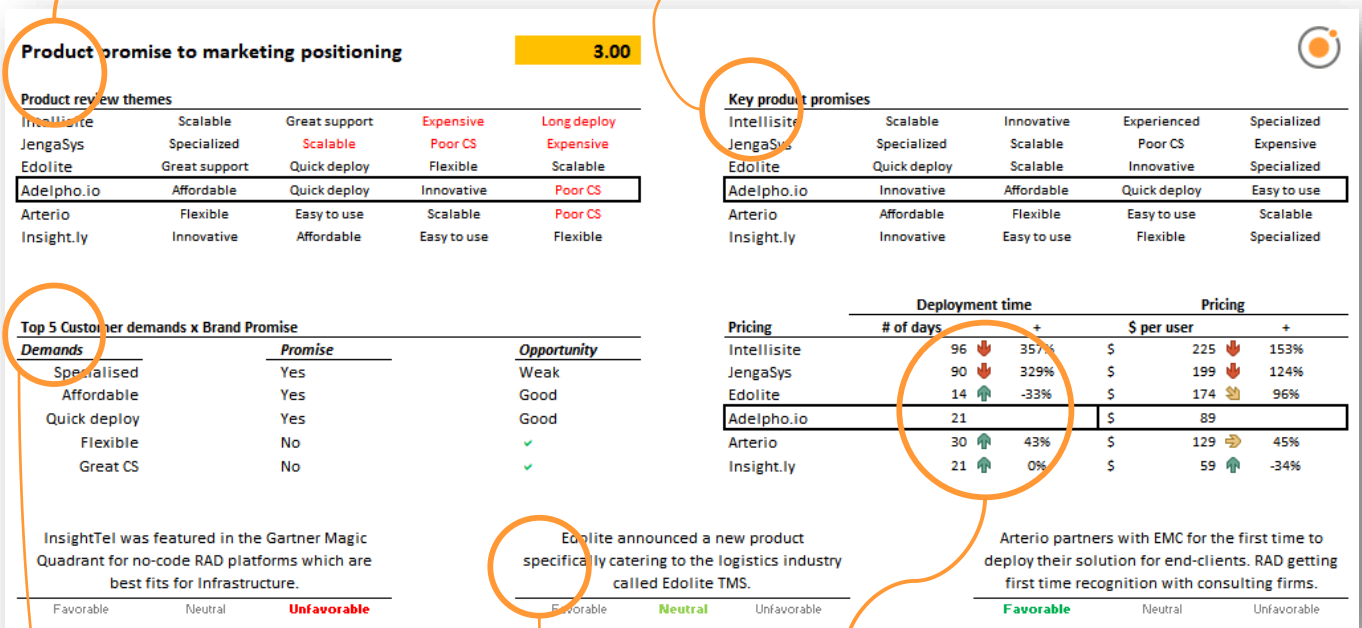 Product promise to marketing positioning 3.00
Product review themes
Intellisite Scalable Great support Expensive Long deploy
JengaSys Specialized Scalable Poor CS Expensive
Edolite Great support Quick deploy Flexible Scalable
Adelpho.io Affordable Quick deploy Innovative Poor CS
Arterio Flexible Easy to use Scalable Poor CS
Insight.ly Innovative Affordable Easy to use Flexible
Key product promises
Intellisite Scalable Innovative Experienced Specialized
JengaSys Specialized Scalable Poor CS Expensive
Edolite Quick deploy Scalable Innovative Specialized
Adelpho.io Innovative Affordable Quick deploy Easy to use
Arterio Affordable Flexible Easy to use Scalable
Insight.ly Innovative Easy to use Flexible Specialized
Top 5 Customer demands x Brand Promise
Demands Promise Opportunity
Specialised Yes Weak
Affordable Yes Good
Quick deploy Yes Good
Flexible No ✓
Great CS No ✓
Deployment time Pricing
Pricing # of days + $ per user +
Intellisite 96 357% $ 225 153%
JengaSys 90 329% $ 199 124%
Edolite 14 -33% $ 174 96%
Adelpho.io 21 $ 89
Arterio 30 43% $ 129 45%
Insight.ly 21 0% $ 59 -34%
InsightTel was featured in the Gartner Magic
Quadrant for no-code RAD platforms which are
best fits for Infrastructure.
Favorable Neutral Unfavorable
Edolite announced a new product
specifically catering to the logistics industry
called Edolite TMS.
Favorable Neutral Unfavorable
Arterio partners with EMC for the first time to
deploy their solution for end-clients. RAD getting
first time recognition with consulting firms.
Favorable Neutral Unfavorable